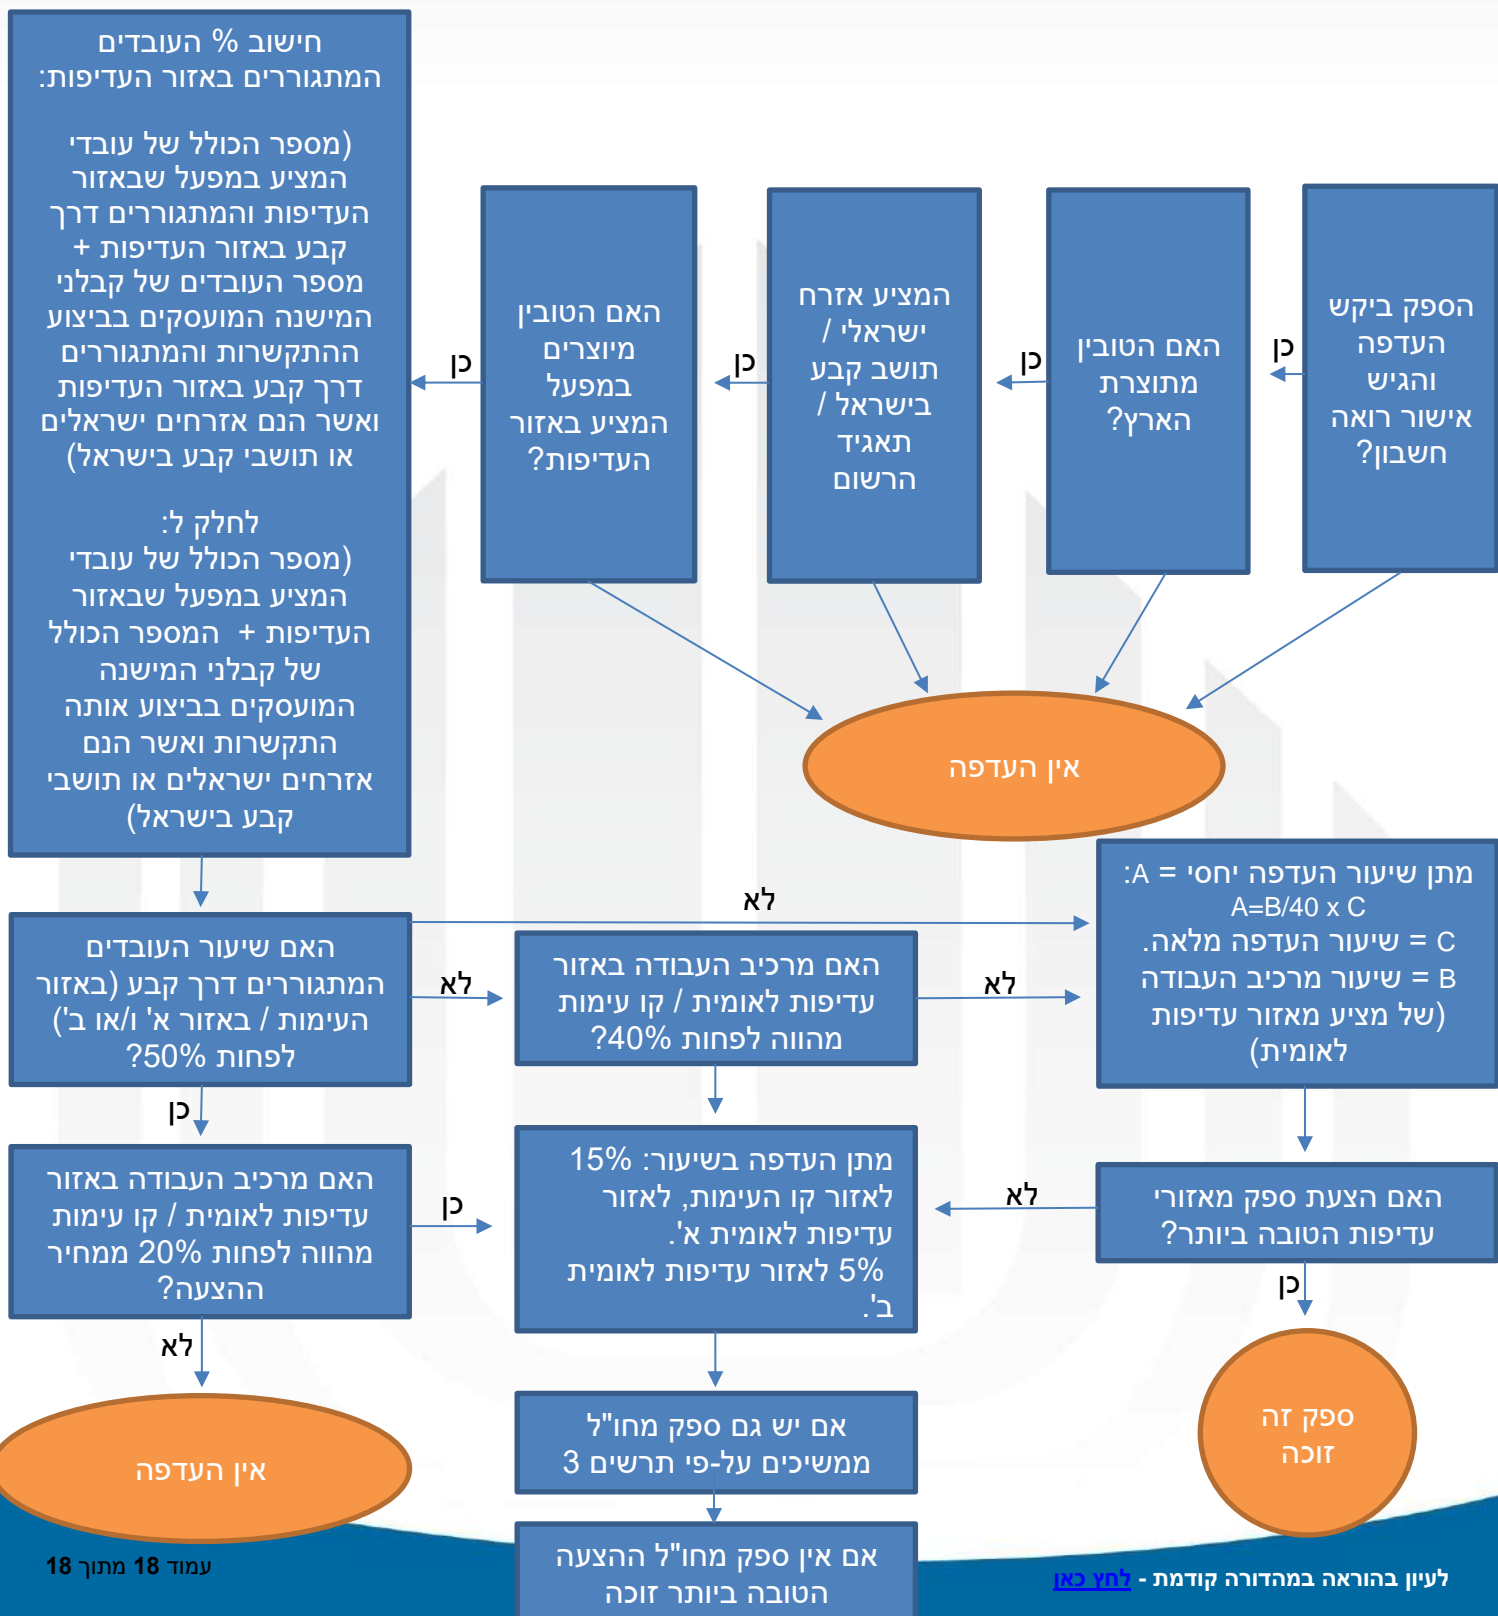 הספק ביקש
העדפה
והגיש
אישור רואה
חשבון?
כן
האם הטובין
מתוצרת
הארץ?
כן
המציע אזרח
ישראלי /
תושב קבע
בישראל /
תאגיד
הרשום
כן
האם הטובין
מיוצרים
במפעל
המציע באזור
העדיפות?
כן
חישוב % העובדים
המתגוררים באזור העדיפות:
(מספר הכולל של עובדי
המציע במפעל שבאזור
העדיפות והמתגוררים דרך
קבע באזור העדיפות +
מספר העובדים של קבלני
המישנה המועסקים בביצוע
ההתקשרות והמתגוררים
דרך קבע באזור העדיפות
ואשר הנם אזרחים ישראלים
או תושבי קבע בישראל)
לחלק ל:
(מספר הכולל של עובדי
המציע במפעל שבאזור
העדיפות + המספר הכולל
של קבלני המישנה
המועסקים בביצוע אותה
התקשרות ואשר הנם
אזרחים ישראלים או תושבי
קבע בישראל)
אין העדפה
מתן שיעור העדפה יחסי = A:
A=B/40 x C
C = שיעור העדפה מלאה.
B = שיעור מרכיב העבודה
(של מציע מאזור עדיפות
לאומית)
לא
האם שיעור העובדים
המתגוררים דרך קבע (באזור
העימות / באזור א' ו/או ב')
לפחות 50%?
לא
האם מרכיב העבודה באזור
עדיפות לאומית / קו עימות
מהווה לפחות 40%?
לא
כן
האם מרכיב העבודה באזור
עדיפות לאומית / קו עימות
מהווה לפחות 20% ממחיר
ההצעה?
כן
מתן העדפה בשיעור: 15%
לאזור קו העימות, לאזור
עדיפות לאומית א'.
5% לאזור עדיפות לאומית
ב'.
לא
האם הצעת ספק מאזורי
עדיפות הטובה ביותר?
כן
ספק זה
זוכה
לא
אין העדפה
אם יש גם ספק מחו"ל
ממשיכים על-פי תרשים 3
אם אין ספק מחו"ל ההצעה
הטובה ביותר זוכה
לעיון בהוראה במהדורה קודמת - לחץ כאן
עמוד 18 מתוך 18